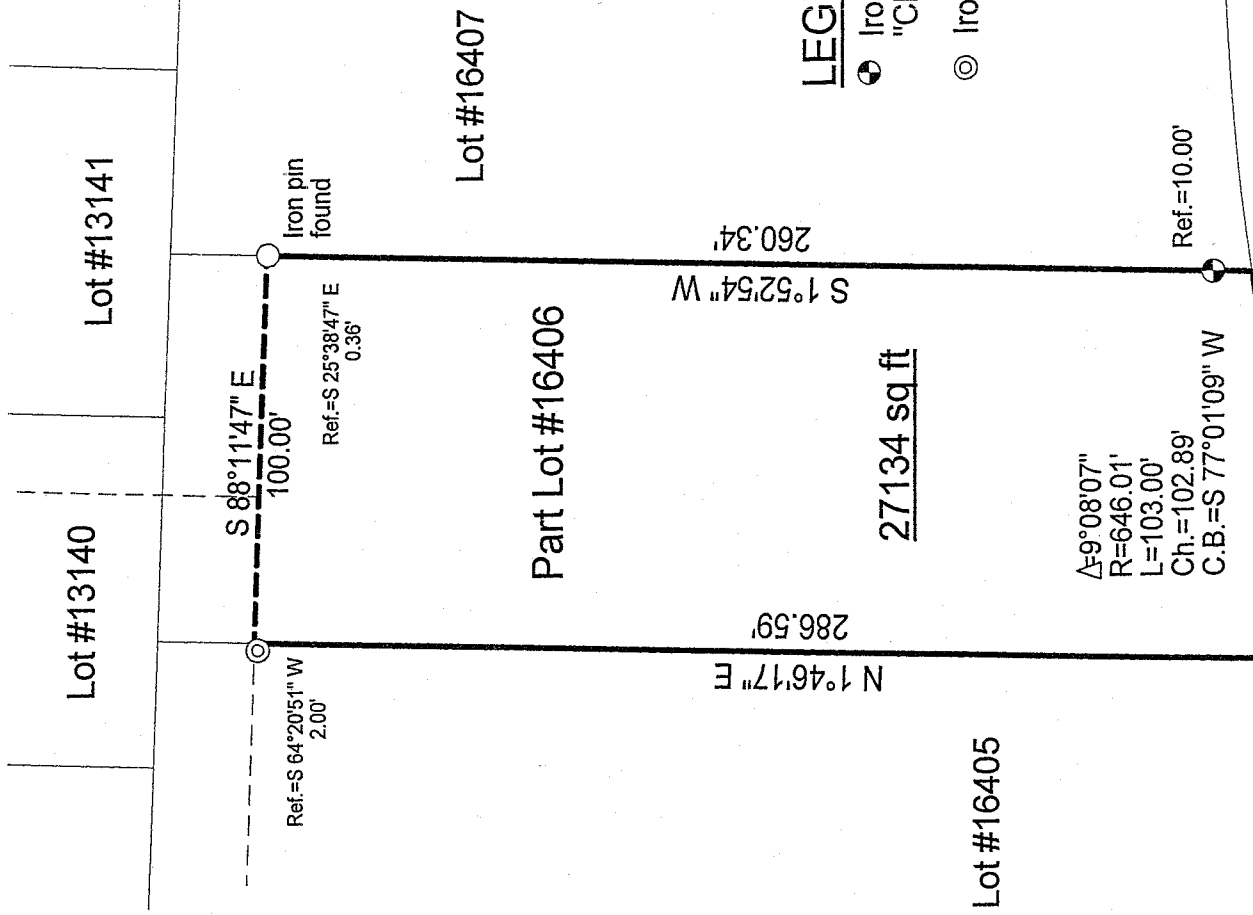 Lot #13140
Lot #13141
S 88°11'47" E
100.00'
Iron pin
found
Ref.=S 64°20'51" W
2.00'
Ref.=S 25°38'47" E
0.36'
Lot #16407
Part Lot #16406
N 1°46'17" E
286.59'
S 1°52'54" W
260.34'
27134 sq ft
Lot #16405
Δ=9°08'07"
R=646.01'
L=103.00'
Ch.=102.89'
C.B.=S 77°01'09" W
Ref.=10.00'
LEG
Iro
"C
Iro